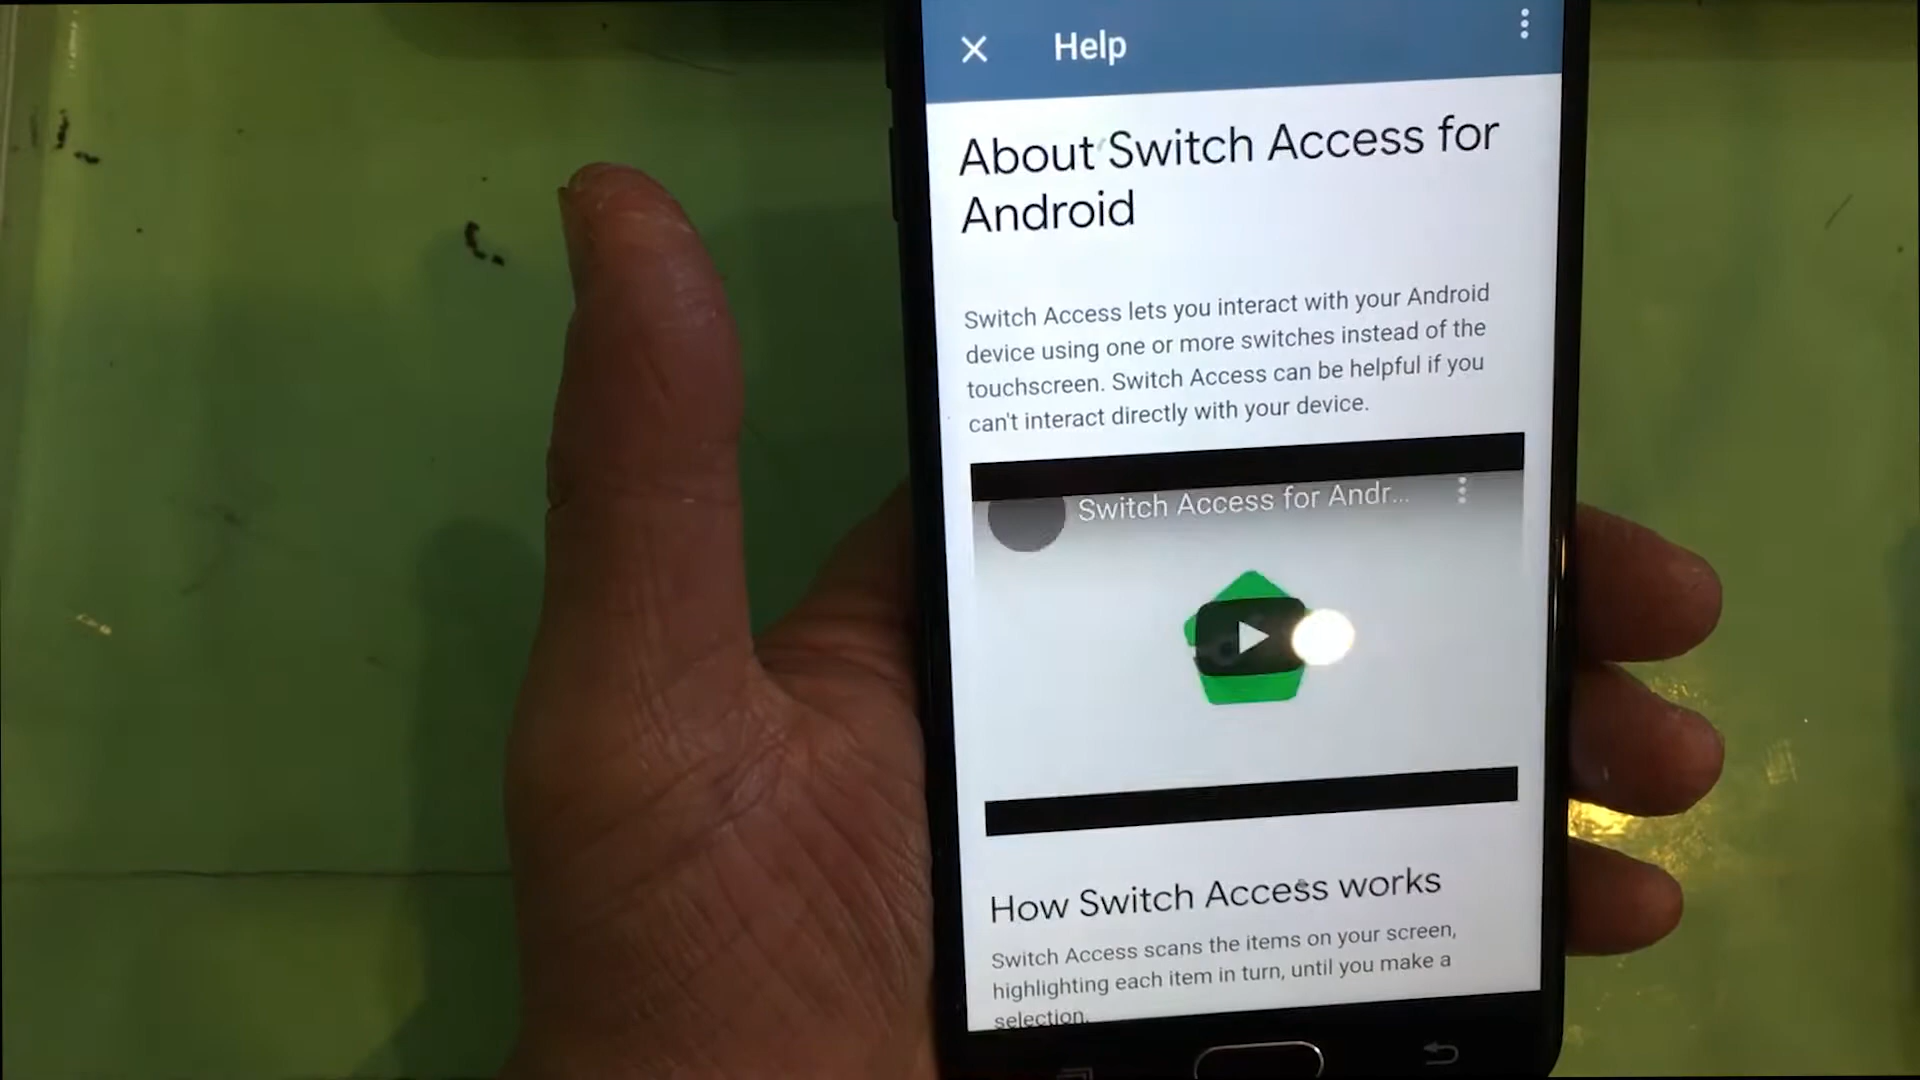 Help
About Switch Access for
Android
Switch Access lets you interact with your Android
device using one or more switches instead of the
touchscreen. Switch Access can be helpful if you
can't interact directly with your device.
Switch Access for Andr...
How Switch Access works
Switch Access scans the items on your screen,
highlighting each item in turn, until you make a
selection.